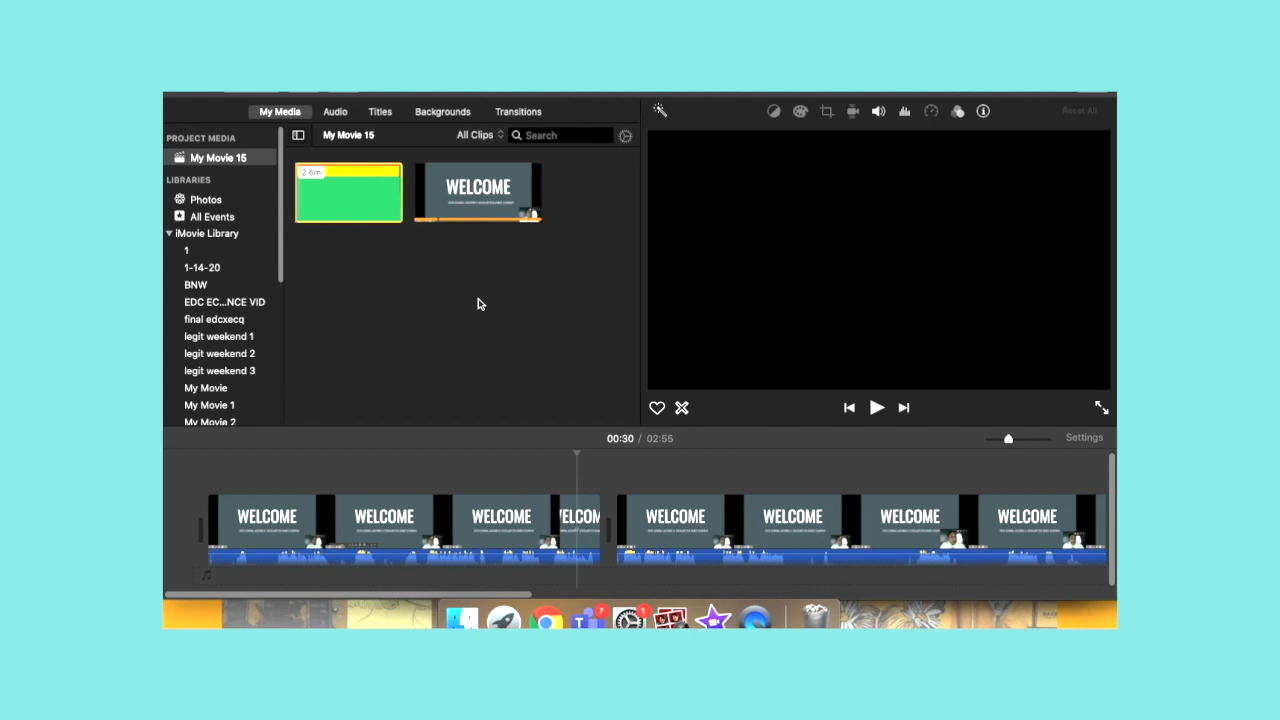 My Media Audio Titles Backgrounds Transitions
Reset All
PROJECT MEDIA
My Movie 15
LIBRARIES
Photos
All Events
iMovie Library
1
1-14-20
BNW
EDC EC...NCE VID
final edcxecq
legit weekend 1
legit weekend 2
legit weekend 3
My Movie
My Movie 1
My Movie 2
My Movie 15 All Clips Search
2.6m
WELCOME
00:30 / 02:55
Settings
WELCOME WELCOME WELCOME WELCOM WELCOME WELCOME WELCOME WELCOME
7
1
T